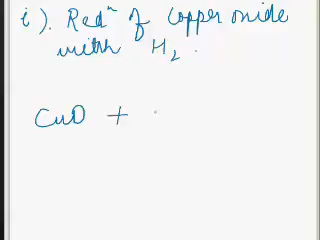 i). Redⁿ of Copper oxide
with H₂.
CuO +